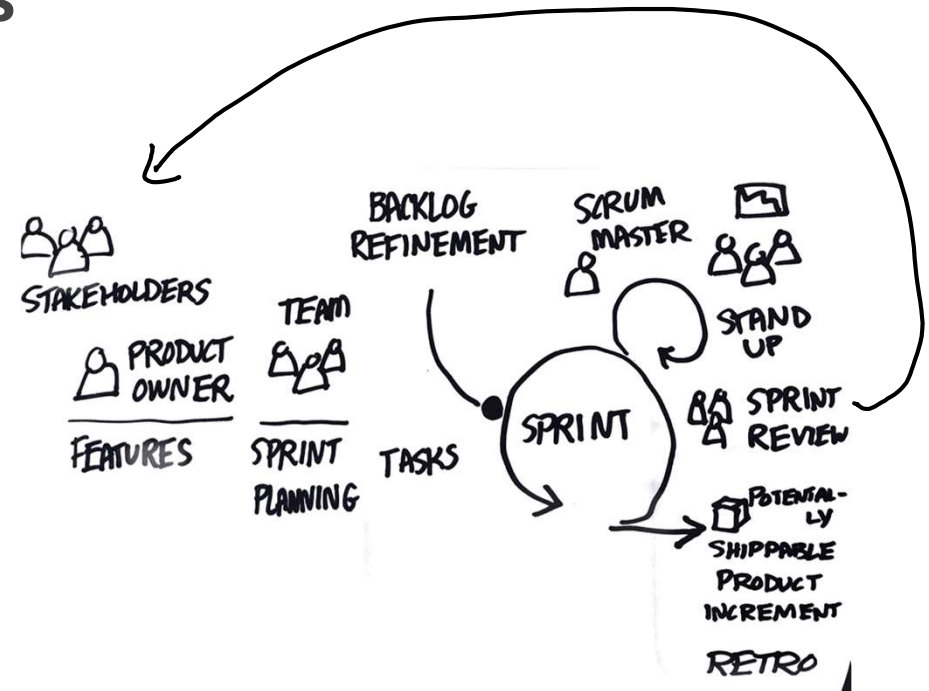 s
BACKLOG
REFINEMENT
SCRUM
MASTER
STAKEHOLDERS
TEAM
PRODUCT
OWNER
STAND
UP
FEATURES
SPRINT
PLANNING
TASKS
SPRINT
SPRINT
REVIEW
POTENTIAL-
LY
SHIPPABLE
PRODUCT
INCREMENT
RETRO